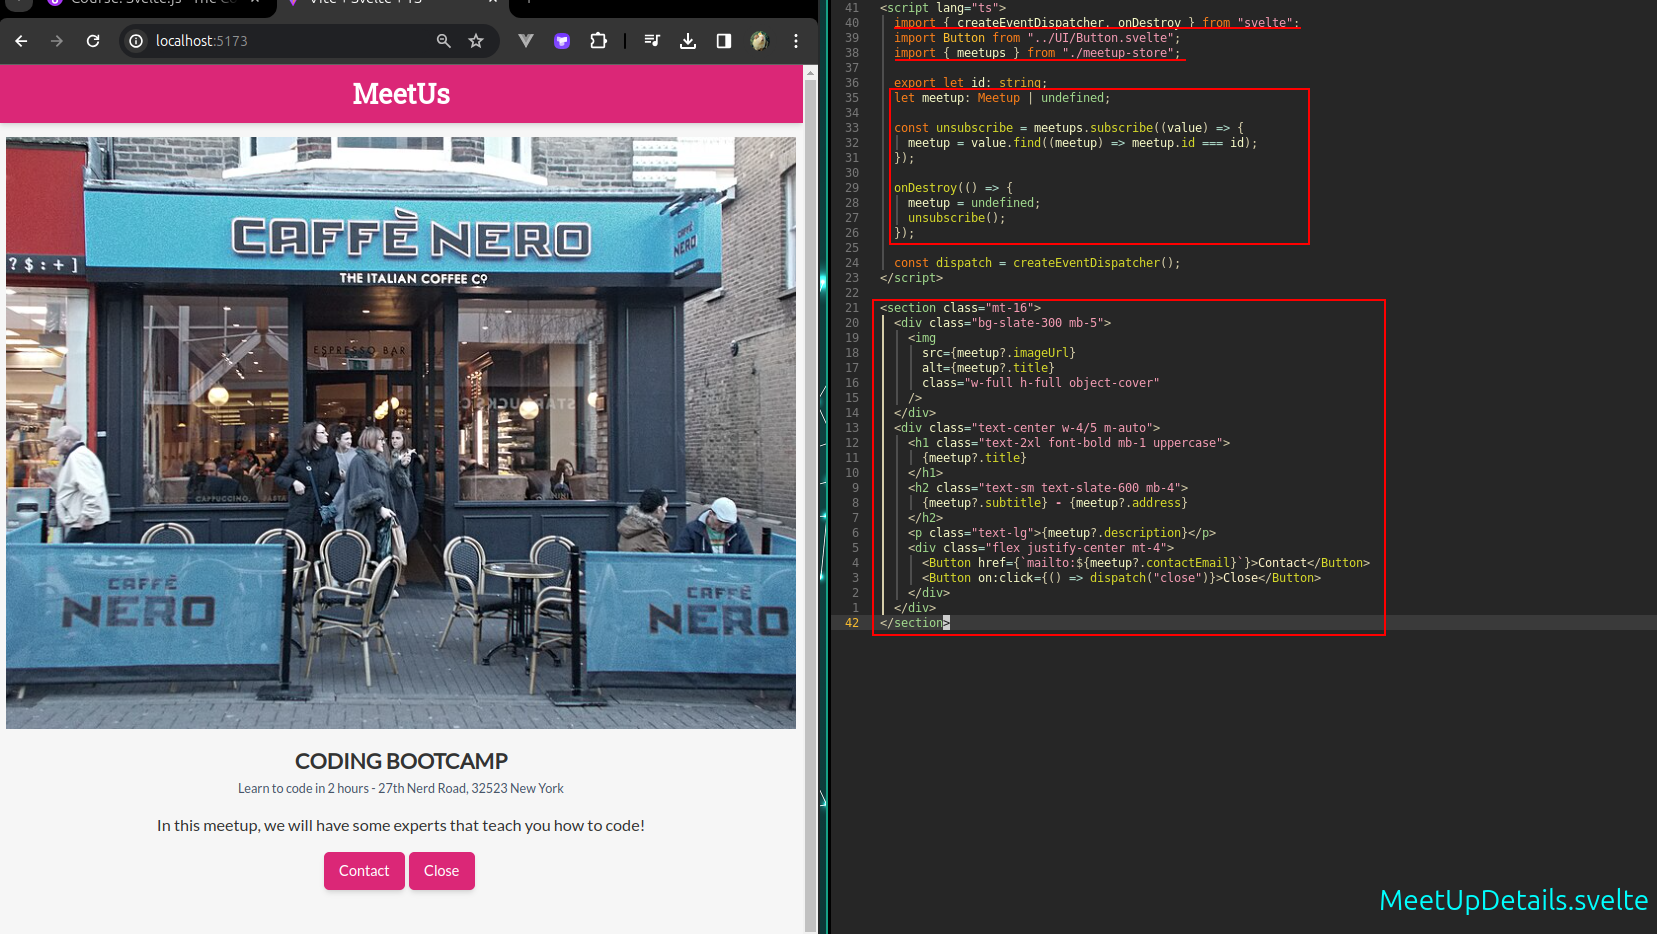 Course: Svelte.js - The Co
Vite + Svelte + TS
localhost:5173
MeetUs
CAFFÈ NERO
THE ITALIAN COFFEE Cº
CAFFÈ
NERO
? $ : + ]
ESPRESSO BAR
STARBUCKS C
CAPPUCCINO, PASTA
PANINI
CAFFÈ
NERO
CAFFÈ
NERO
CODING BOOTCAMP
Learn to code in 2 hours - 27th Nerd Road, 32523 New York
In this meetup, we will have some experts that teach you how to code!
Contact
Close
41 <script lang="ts">
40 import { createEventDispatcher, onDestroy } from "svelte";
39 import Button from "../UI/Button.svelte";
38 import { meetups } from "./meetup-store";
37
36 export let id: string;
35 let meetup: Meetup | undefined;
34
33 const unsubscribe = meetups.subscribe((value) => {
32 meetup = value.find((meetup) => meetup.id === id);
31 });
30
29 onDestroy(() => {
28 meetup = undefined;
27 unsubscribe();
26 });
25
24 const dispatch = createEventDispatcher();
23 </script>
22
21 <section class="mt-16">
20 <div class="bg-slate-300 mb-5">
19 <img
18 src={meetup?.imageUrl}
17 alt={meetup?.title}
16 class="w-full h-full object-cover"
15 />
14 </div>
13 <div class="text-center w-4/5 m-auto">
12 <h1 class="text-2xl font-bold mb-1 uppercase">
11 {meetup?.title}
10 </h1>
9 <h2 class="text-sm text-slate-600 mb-4">
8 {meetup?.subtitle} - {meetup?.address}
7 </h2>
6 <p class="text-lg">{meetup?.description}</p>
5 <div class="flex justify-center mt-4">
4 <Button href={`mailto:${meetup?.contactEmail}`}>Contact</Button>
3 <Button on:click={() => dispatch("close")}>Close</Button>
2 </div>
1 </div>
42 </section>
MeetUpDetails.svelte